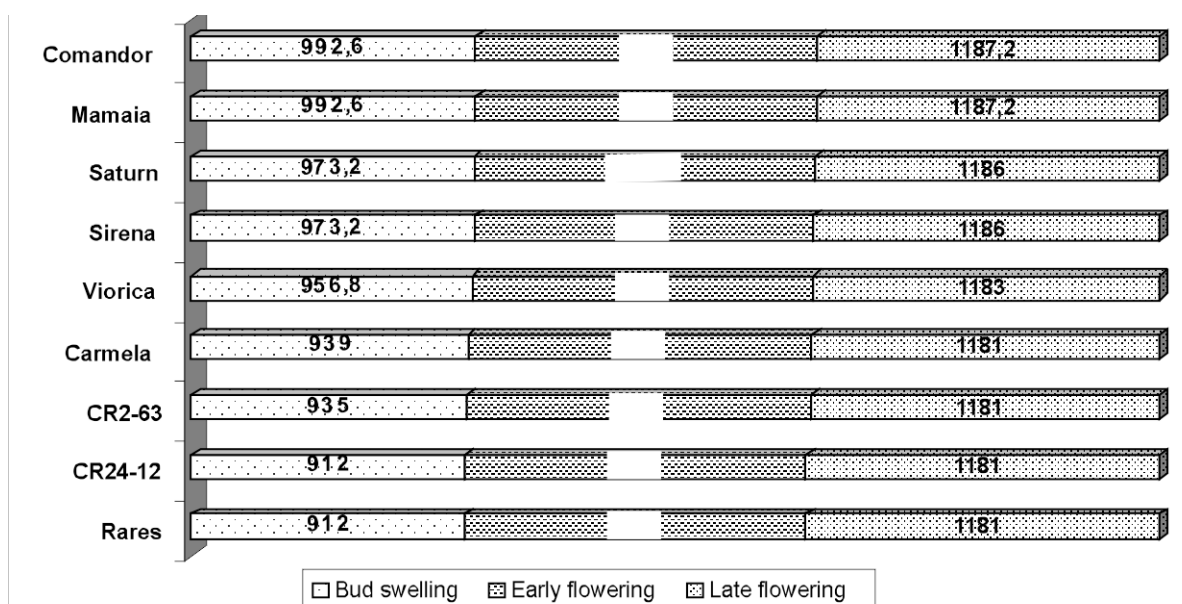 Comandor 992,6 1187,2
Mamaia 992,6 1187,2
Saturn 973,2 1186
Sirena 973,2 1186
Viorica 956,8 1183
Carmela 939 1181
CR2-63 935 1181
CR24-12 912 1181
Rares 912 1181
Bud swelling Early flowering Late flowering